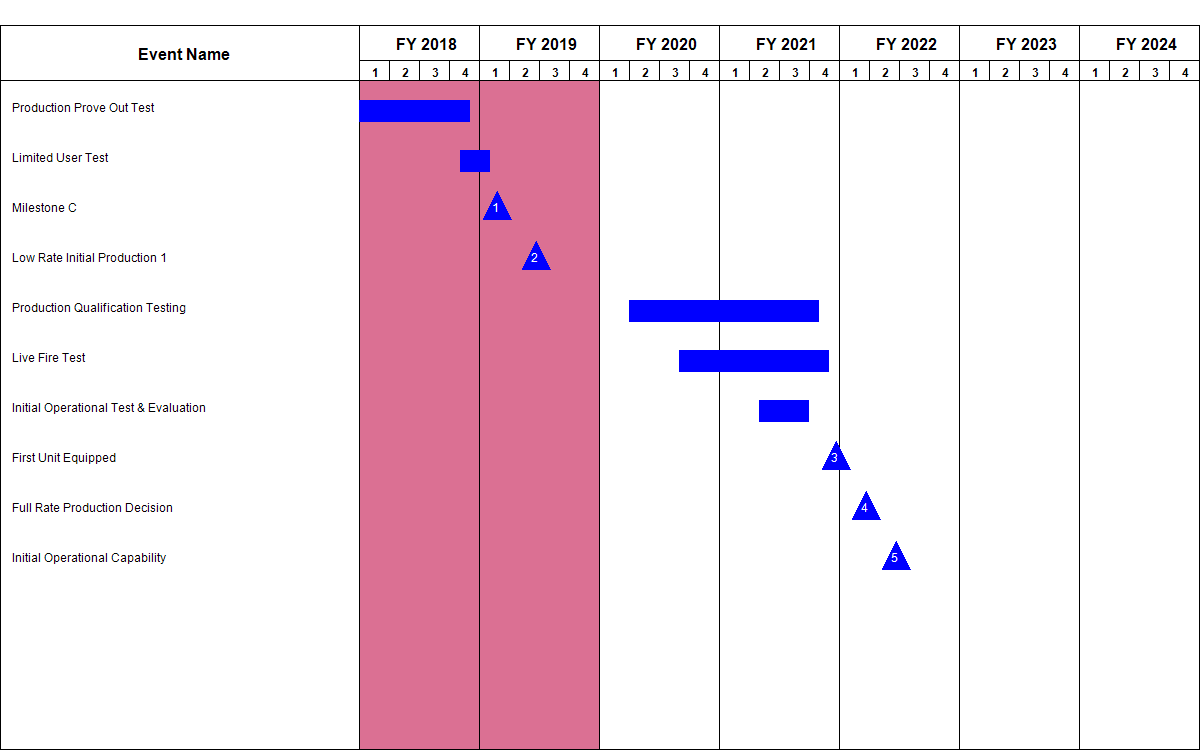 Event Name
FY 2018 FY 2019 FY 2020 FY 2021 FY 2022 FY 2023 FY 2024
1 2 3 4 1 2 3 4 1 2 3 4 1 2 3 4 1 2 3 4 1 2 3 4 1 2 3 4
Production Prove Out Test
Limited User Test
Milestone C 1
Low Rate Initial Production 1 2
Production Qualification Testing
Live Fire Test
Initial Operational Test & Evaluation
First Unit Equipped 3
Full Rate Production Decision 4
Initial Operational Capability 5